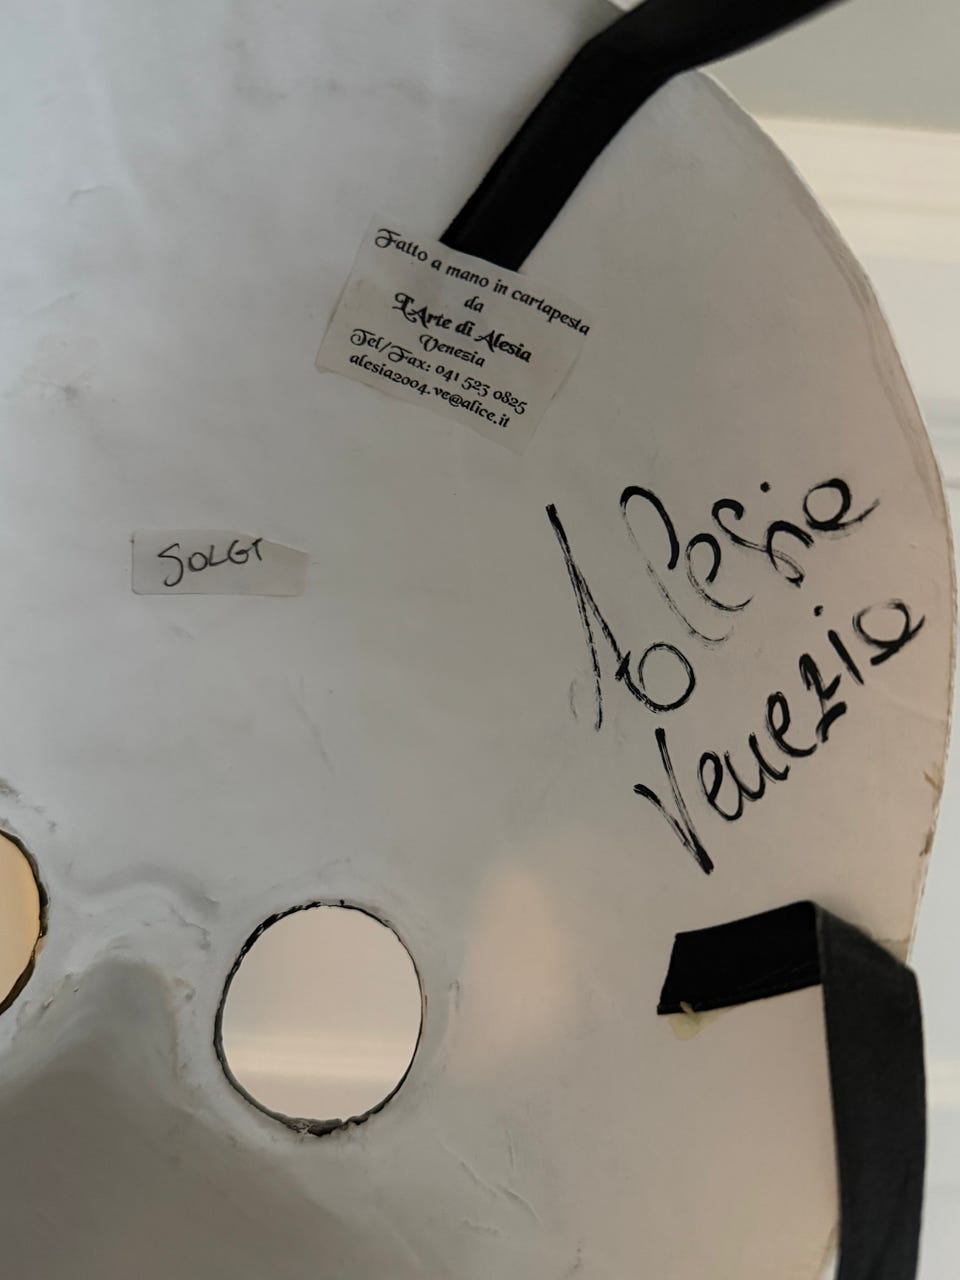 Fatto a mano in cartapesta
da
L'Arte di Alesia
Venezia
Tel/Fax: 041 525 0825
alesia2004.ve@alice.it
SOLGT
Alesia
Venezia